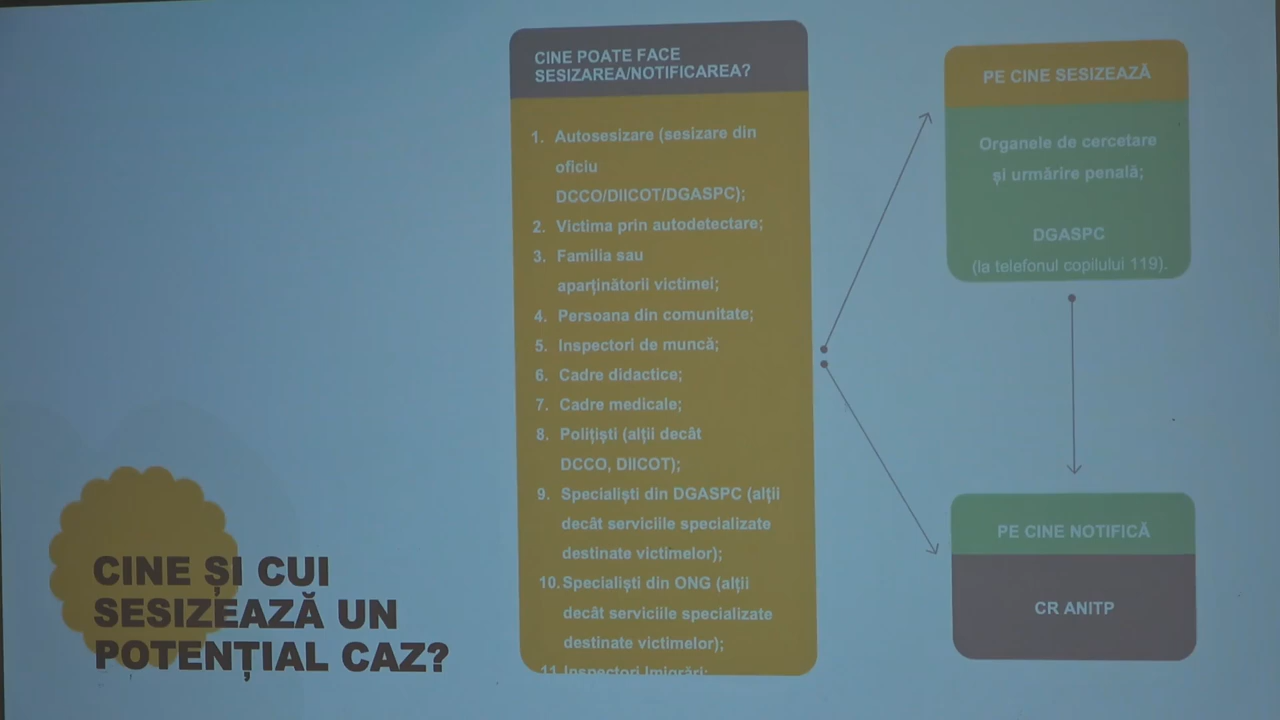 CINE ȘI CUI
SESIZEAZĂ UN
POTENȚIAL CAZ?
CINE POATE FACE
SESIZAREA/NOTIFICAREA?
1. Autosesizare (sesizare din
oficiu
DCCO/DIICOT/DGASPC);
2. Victima prin autodetectare;
3. Familia sau
aparținătorii victimei;
4. Persoana din comunitate;
5. Inspectori de muncă;
6. Cadre didactice;
7. Cadre medicale;
8. Polițiști (alții decât
DCCO, DIICOT);
9. Specialiști din DGASPC (alții
decât serviciile specializate
destinate victimelor);
10. Specialiști din ONG (alții
decât serviciile specializate
destinate victimelor);
11. Inspectori Imigrări;
PE CINE SESIZEAZĂ
Organele de cercetare
și urmărire penală;
DGASPC
(la telefonul copilului 119).
PE CINE NOTIFICĂ
CR ANITP